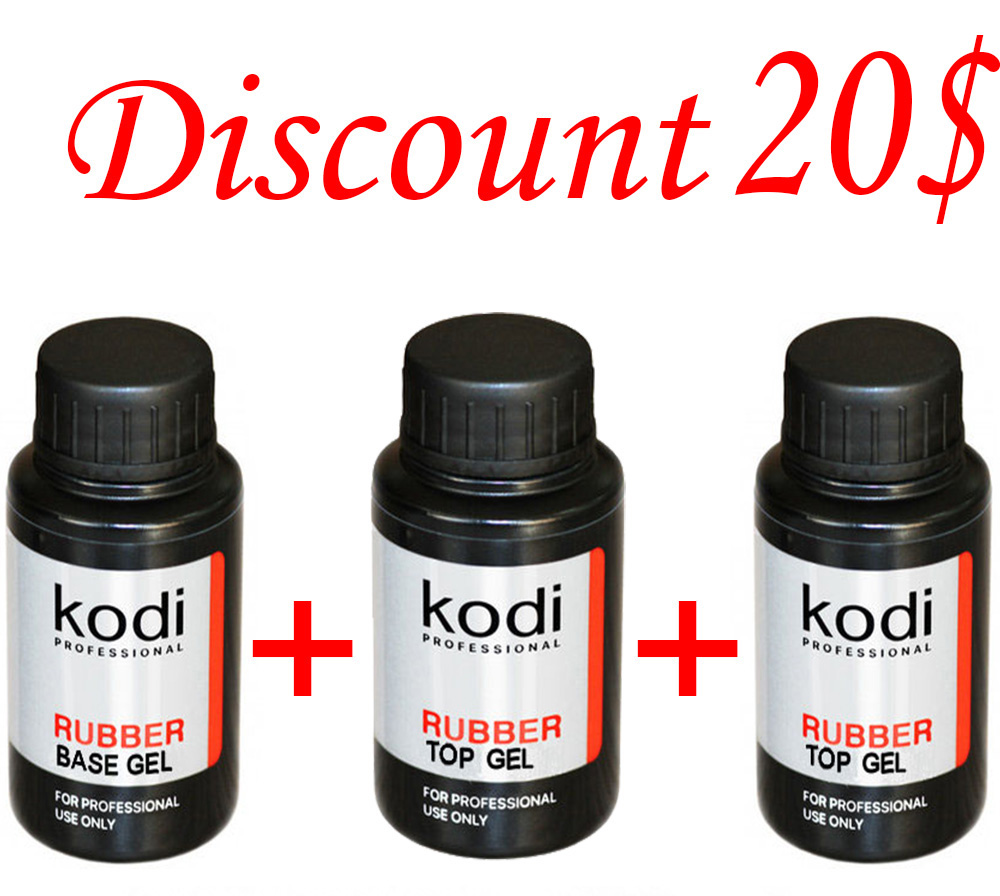 Discount 20$
kodi
PROFESSIONAL
RUBBER
BASE GEL
FOR PROFESSIONAL
USE ONLY
+
kodi
PROFESSIONAL
RUBBER
TOP GEL
FOR PROFESSIONAL
USE ONLY
+
kodi
PROFESSIONAL
RUBBER
TOP GEL
FOR PROFESSIONAL
USE ONLY